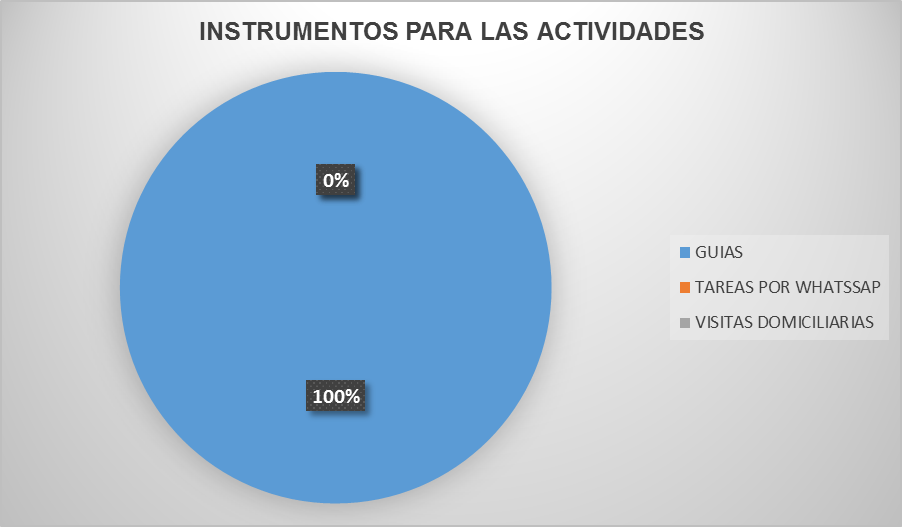 INSTRUMENTOS PARA LAS ACTIVIDADES
0%
100%
GUIAS
TAREAS POR WHATSSAP
VISITAS DOMICILIARIAS